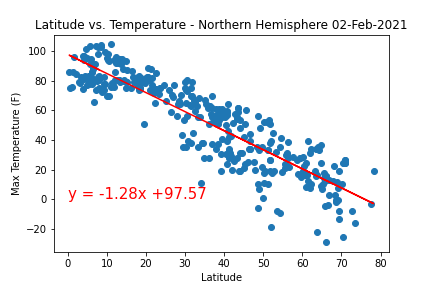 Latitude vs. Temperature - Northern Hemisphere 02-Feb-2021
Max Temperature (F)
100
80
60
40
20
0
−20
y = -1.28x +97.57
0 10 20 30 40 50 60 70 80
Latitude